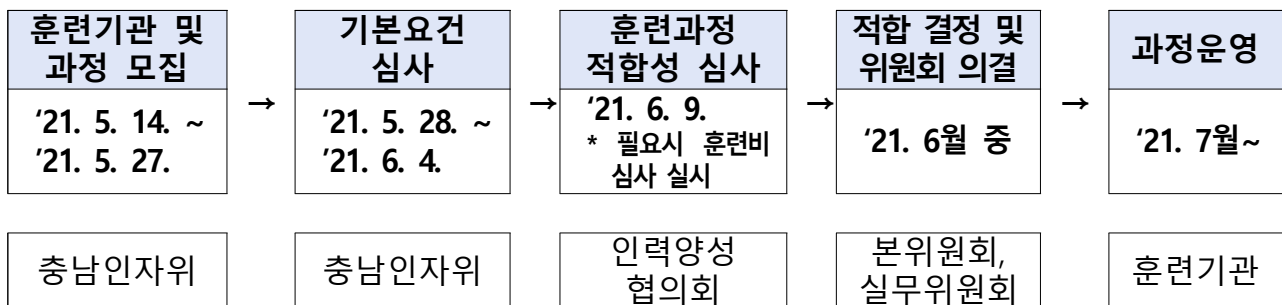 훈련기관 및
과정 모집
‘21. 5. 14. ~
’21. 5. 27.
→
기본요건
심사
‘21. 5. 28. ~
‘21. 6. 4.
→
훈련과정
적합성 심사
‘21. 6. 9.
* 필요시 훈련비
심사 실시
→
적합 결정 및
위원회 의결
‘21. 6월 중
→
과정운영
‘21. 7월~
충남인자위
충남인자위
인력양성
협의회
본위원회,
실무위원회
훈련기관